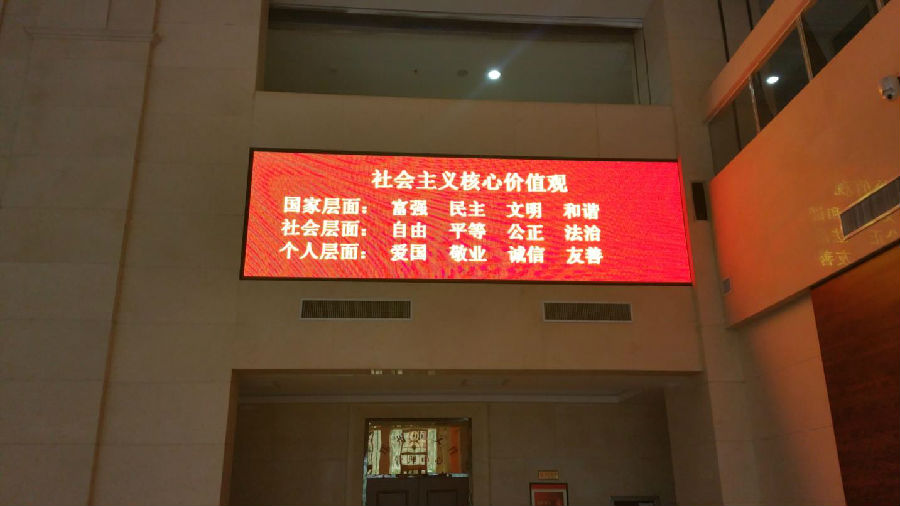 社会主义核心价值观
国家层面： 富强 民主 文明 和谐
社会层面： 自由 平等 公正 法治
个人层面： 爱国 敬业 诚信 友善